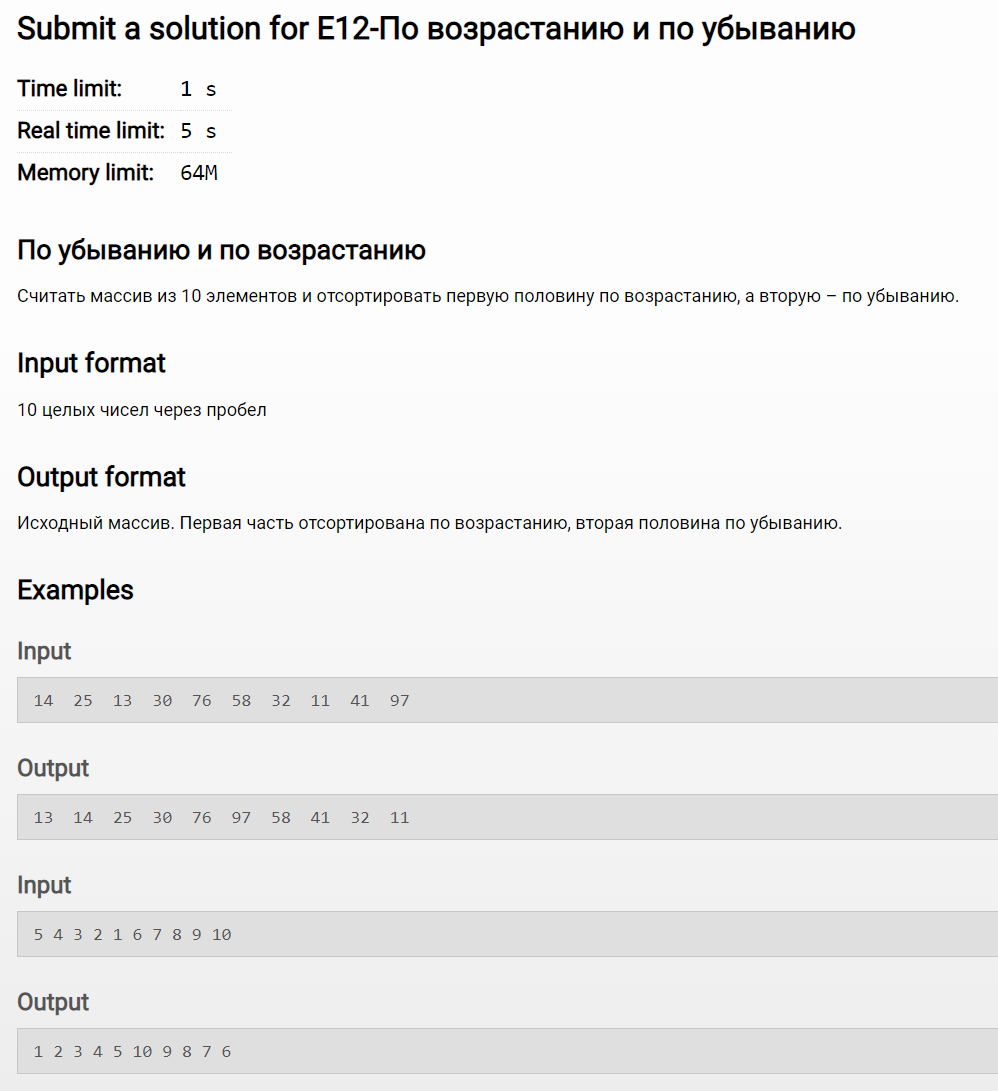 Submit a solution for E12-По возрастанию и по убыванию
Time limit: 1 s
Real time limit: 5 s
Memory limit: 64M
По убыванию и по возрастанию
Считать массив из 10 элементов и отсортировать первую половину по возрастанию, а вторую – по убыванию.
Input format
10 целых чисел через пробел
Output format
Исходный массив. Первая часть отсортирована по возрастанию, вторая половина по убыванию.
Examples
Input
14  25  13  30  76  58  32  11  41  97
Output
13  14  25  30  76  97  58  41  32  11
Input
5 4 3 2 1 6 7 8 9 10
Output
1 2 3 4 5 10 9 8 7 6